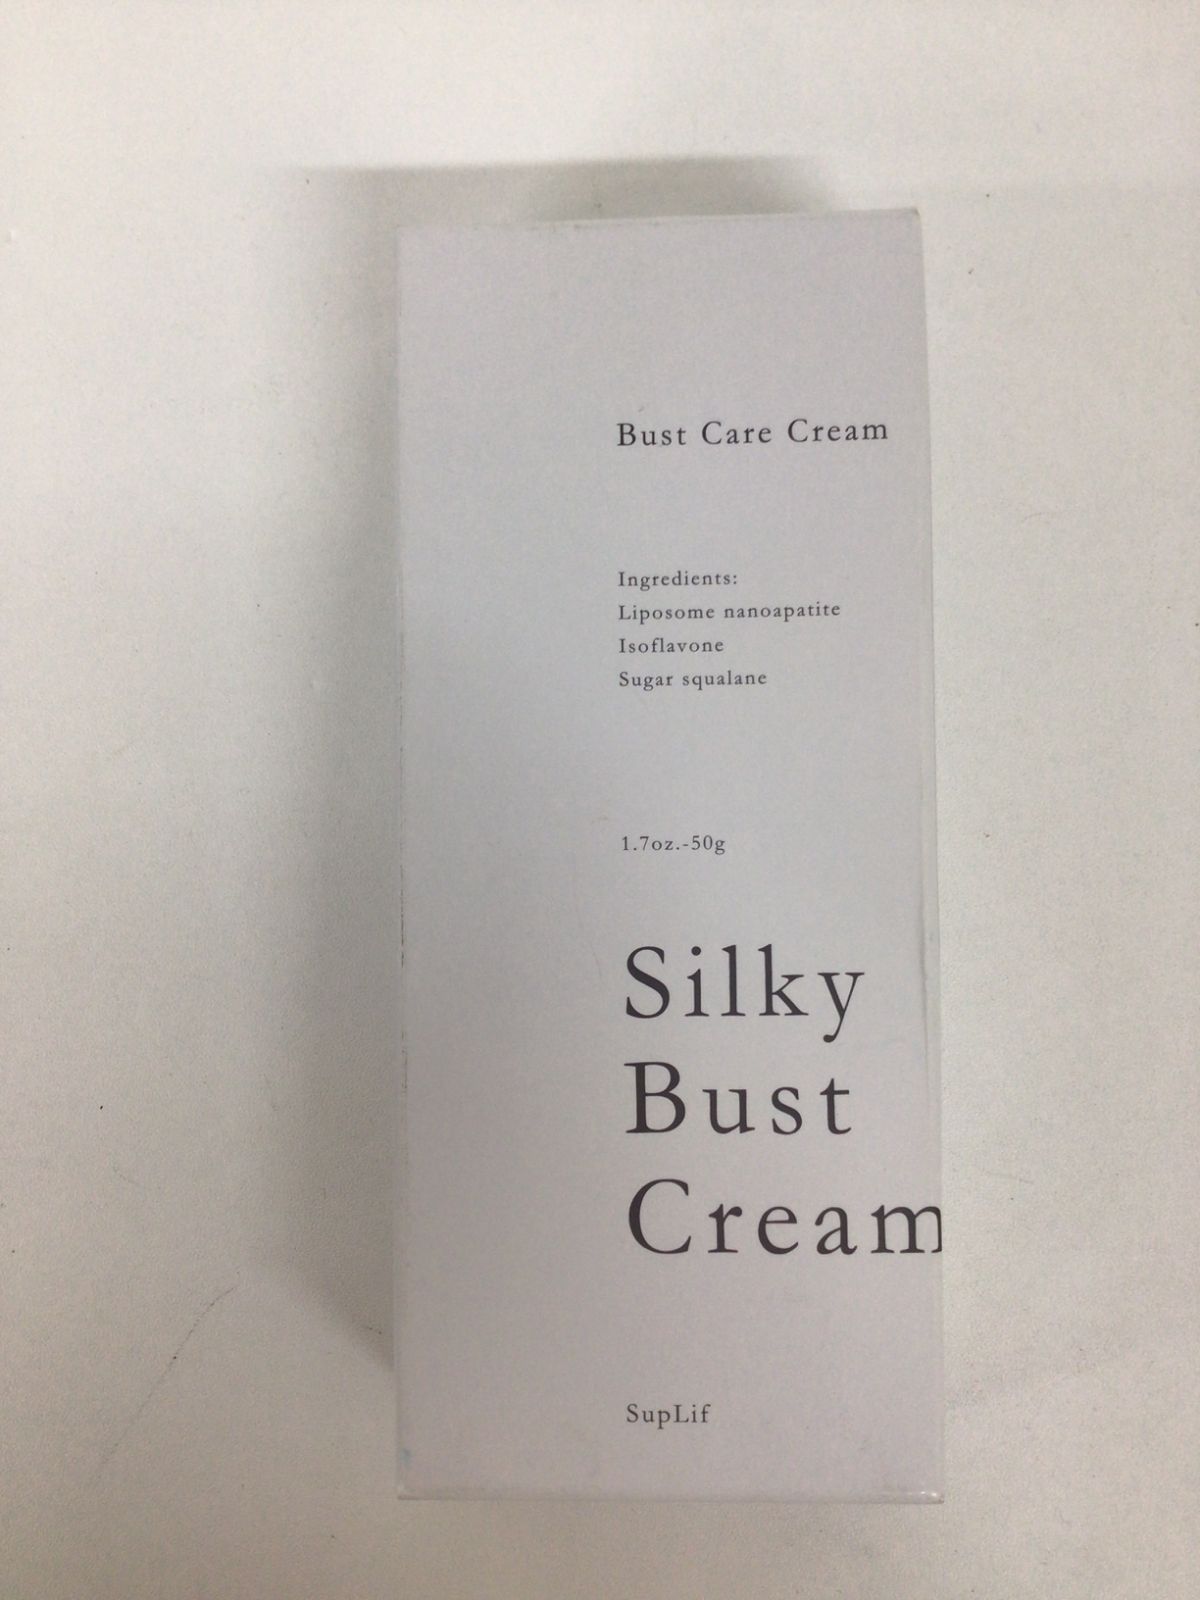 Bust Care Cream
Ingredients:
Liposome nanoapatite
Isoflavone
Sugar squalane
1.7oz.-50g
Silky
Bust
Cream
SupLif